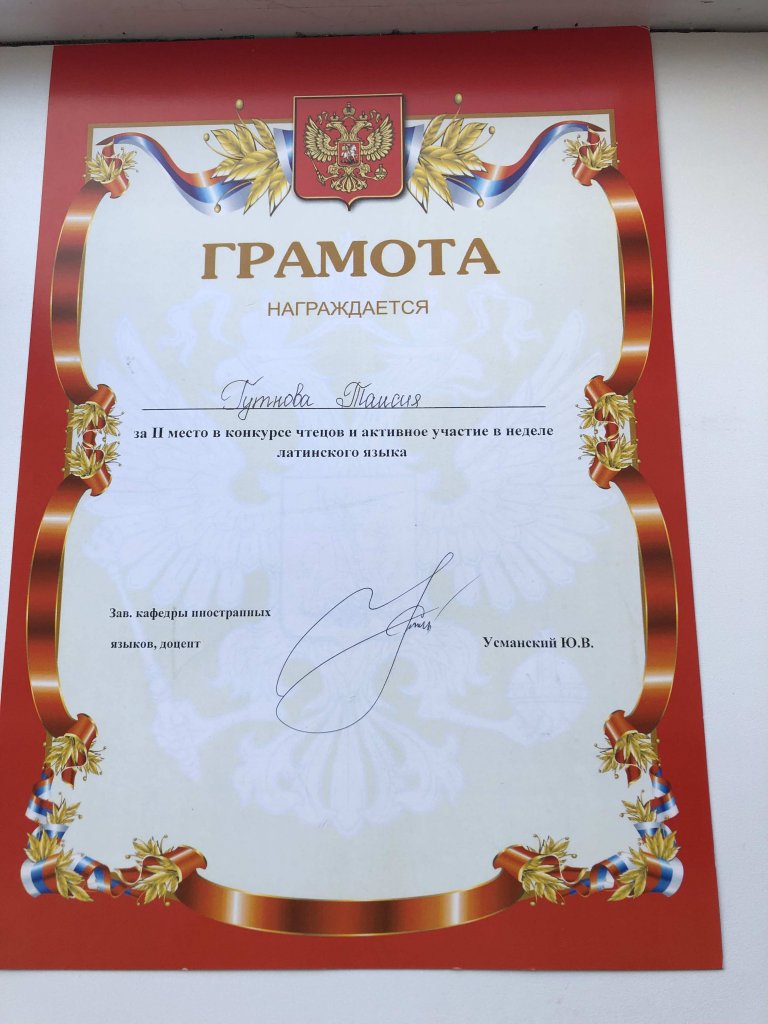 ГРАМОТА
НАГРАЖДАЕТСЯ
Гутнова Таисия
за II место в конкурсе чтецов и активное участие в неделе
латинского языка
Зав. кафедры иностранных
языков, доцент
Усманский Ю.В.